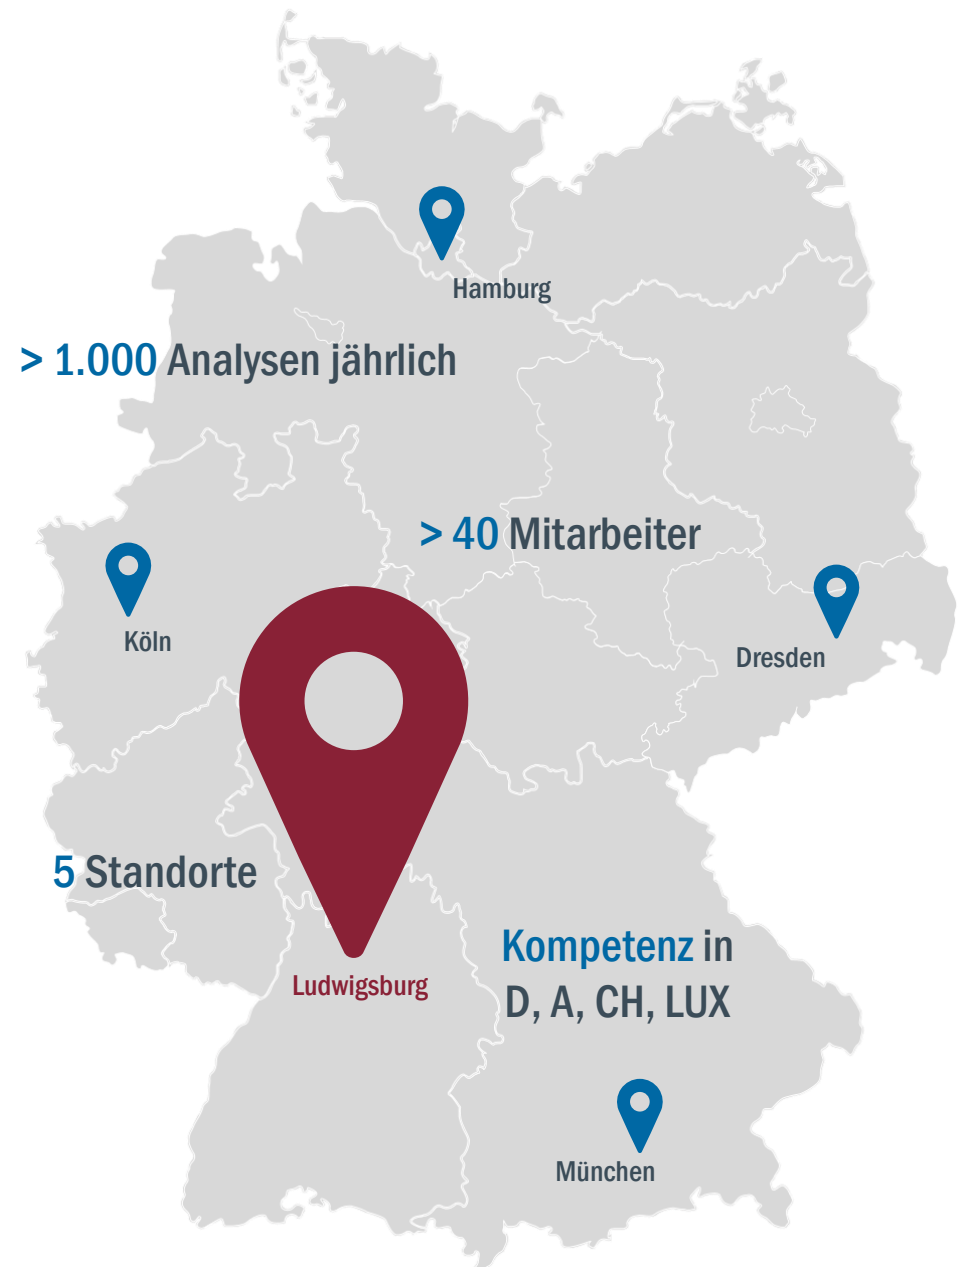 Hamburg
> 1.000 Analysen jährlich
> 40 Mitarbeiter
Köln
Dresden
5 Standorte
Kompetenz in
D, A, CH, LUX
Ludwigsburg
München